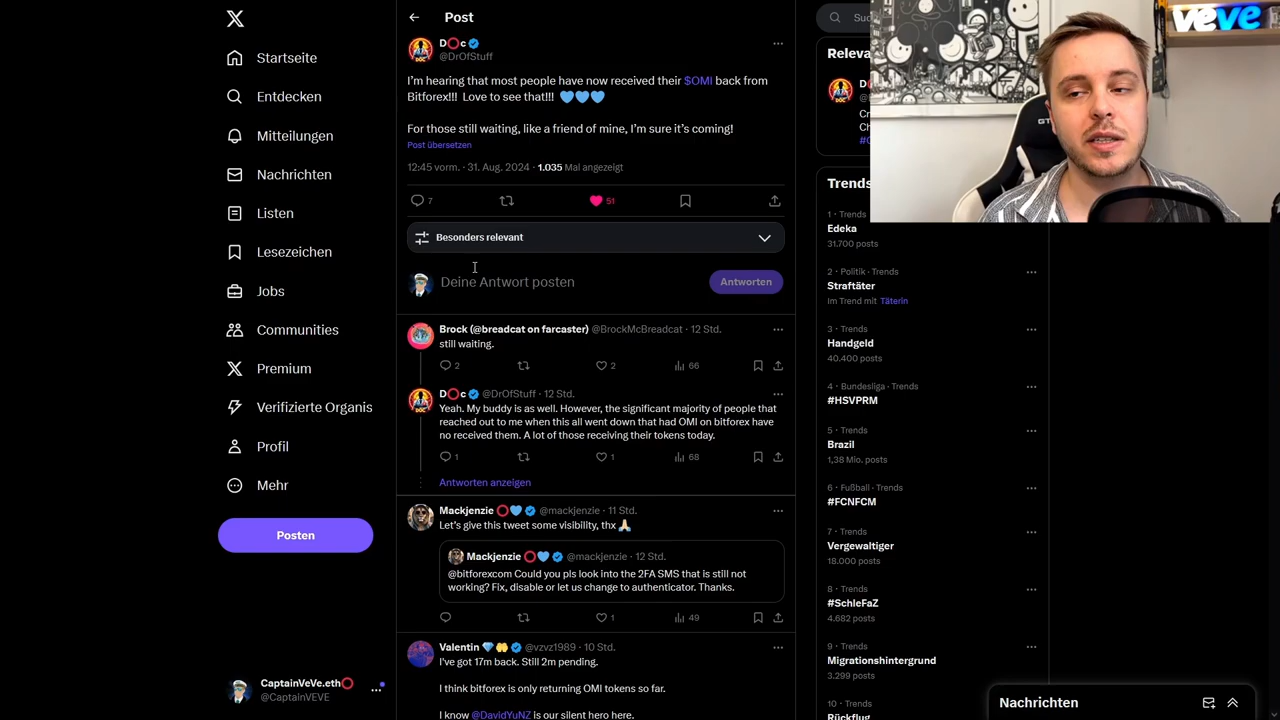 Startseite
Entdecken
Mitteilungen
Nachrichten
Listen
Lesezeichen
Jobs
Communities
Premium
Verifizierte Organis
Profil
Mehr
Posten
CaptainVeVe.eth⭕
@CaptainVEVE
Post
D⭕c
@DrOfStuff
I'm hearing that most people have now received their $OMI back from
Bitforex!!! Love to see that!!! 🩵🩵🩵
For those still waiting, like a friend of mine, I'm sure it's coming!
Post übersetzen
12:45 vorm. · 31. Aug. 2024 · 1.035 Mal angezeigt
7
51
Besonders relevant
Deine Antwort posten
Antworten
Brock (@breadcat on farcaster) @BrockMcBreadcat · 12 Std.
still waiting.
2
2
66
D⭕c @DrOfStuff · 12 Std.
Yeah. My buddy is as well. However, the significant majority of people that
reached out to me when this all went down that had OMI on bitforex have
no received them. A lot of those receiving their tokens today.
1
1
68
Antworten anzeigen
Mackjenzie ⭕🩵 @mackjenzie · 11 Std.
Let's give this tweet some visibility, thx 🙏
Mackjenzie ⭕🩵 @mackjenzie · 12 Std.
@bitforexcom Could you pls look into the 2FA SMS that is still not
working? Fix, disable or let us change to authenticator. Thanks.
1
49
Valentin 💎🤲 @vzvz1989 · 10 Std.
I've got 17m back. Still 2m pending.
I think bitforex is only returning OMI tokens so far.
I know @DavidYuNZ is our silent hero here.
Suc
Releva
D
Cr
Ch
Trends
1 · Trends
Edeka
31.700 posts
2 · Politik · Trends
Straftäter
Im Trend mit Täterin
3 · Trends
Handgeld
40.400 posts
4 · Bundesliga · Trends
#HSVPRM
5 · Trends
Brazil
1,38 Mio. posts
6 · Fußball · Trends
#FCNFCM
7 · Trends
Vergewaltiger
18.000 posts
8 · Trends
#SchleFaZ
4.682 posts
9 · Trends
Migrationshintergrund
3.299 posts
10 · Trends
Rückflug
Nachrichten
veve
GT